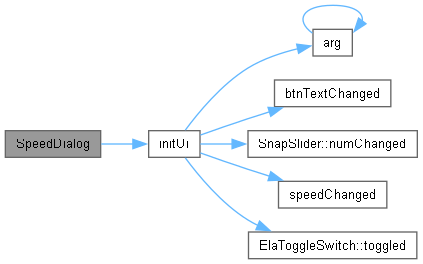 arg
btnTextChanged
SpeedDialog
initUI
SnapSlider::numChanged
speedChanged
ElaToggleSwitch::toggled